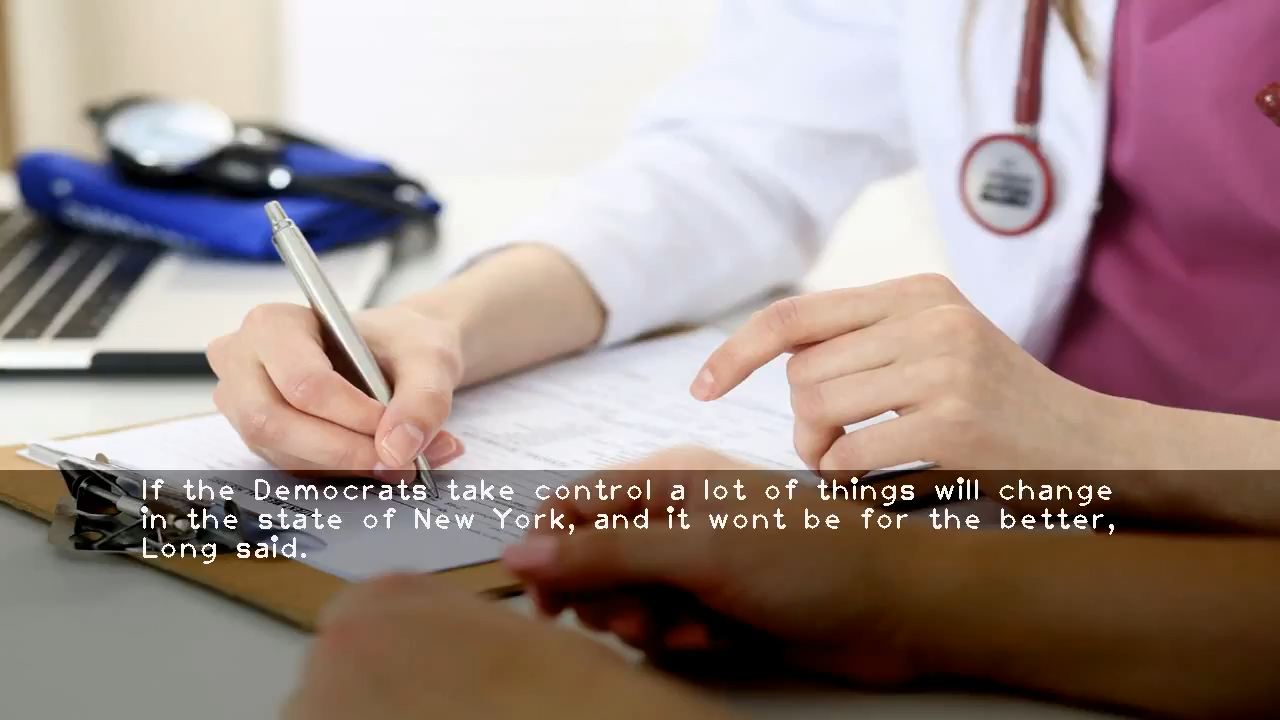 If the Democrats take control a lot of things will change
in the state of New York, and it wont be for the better,
Long said.